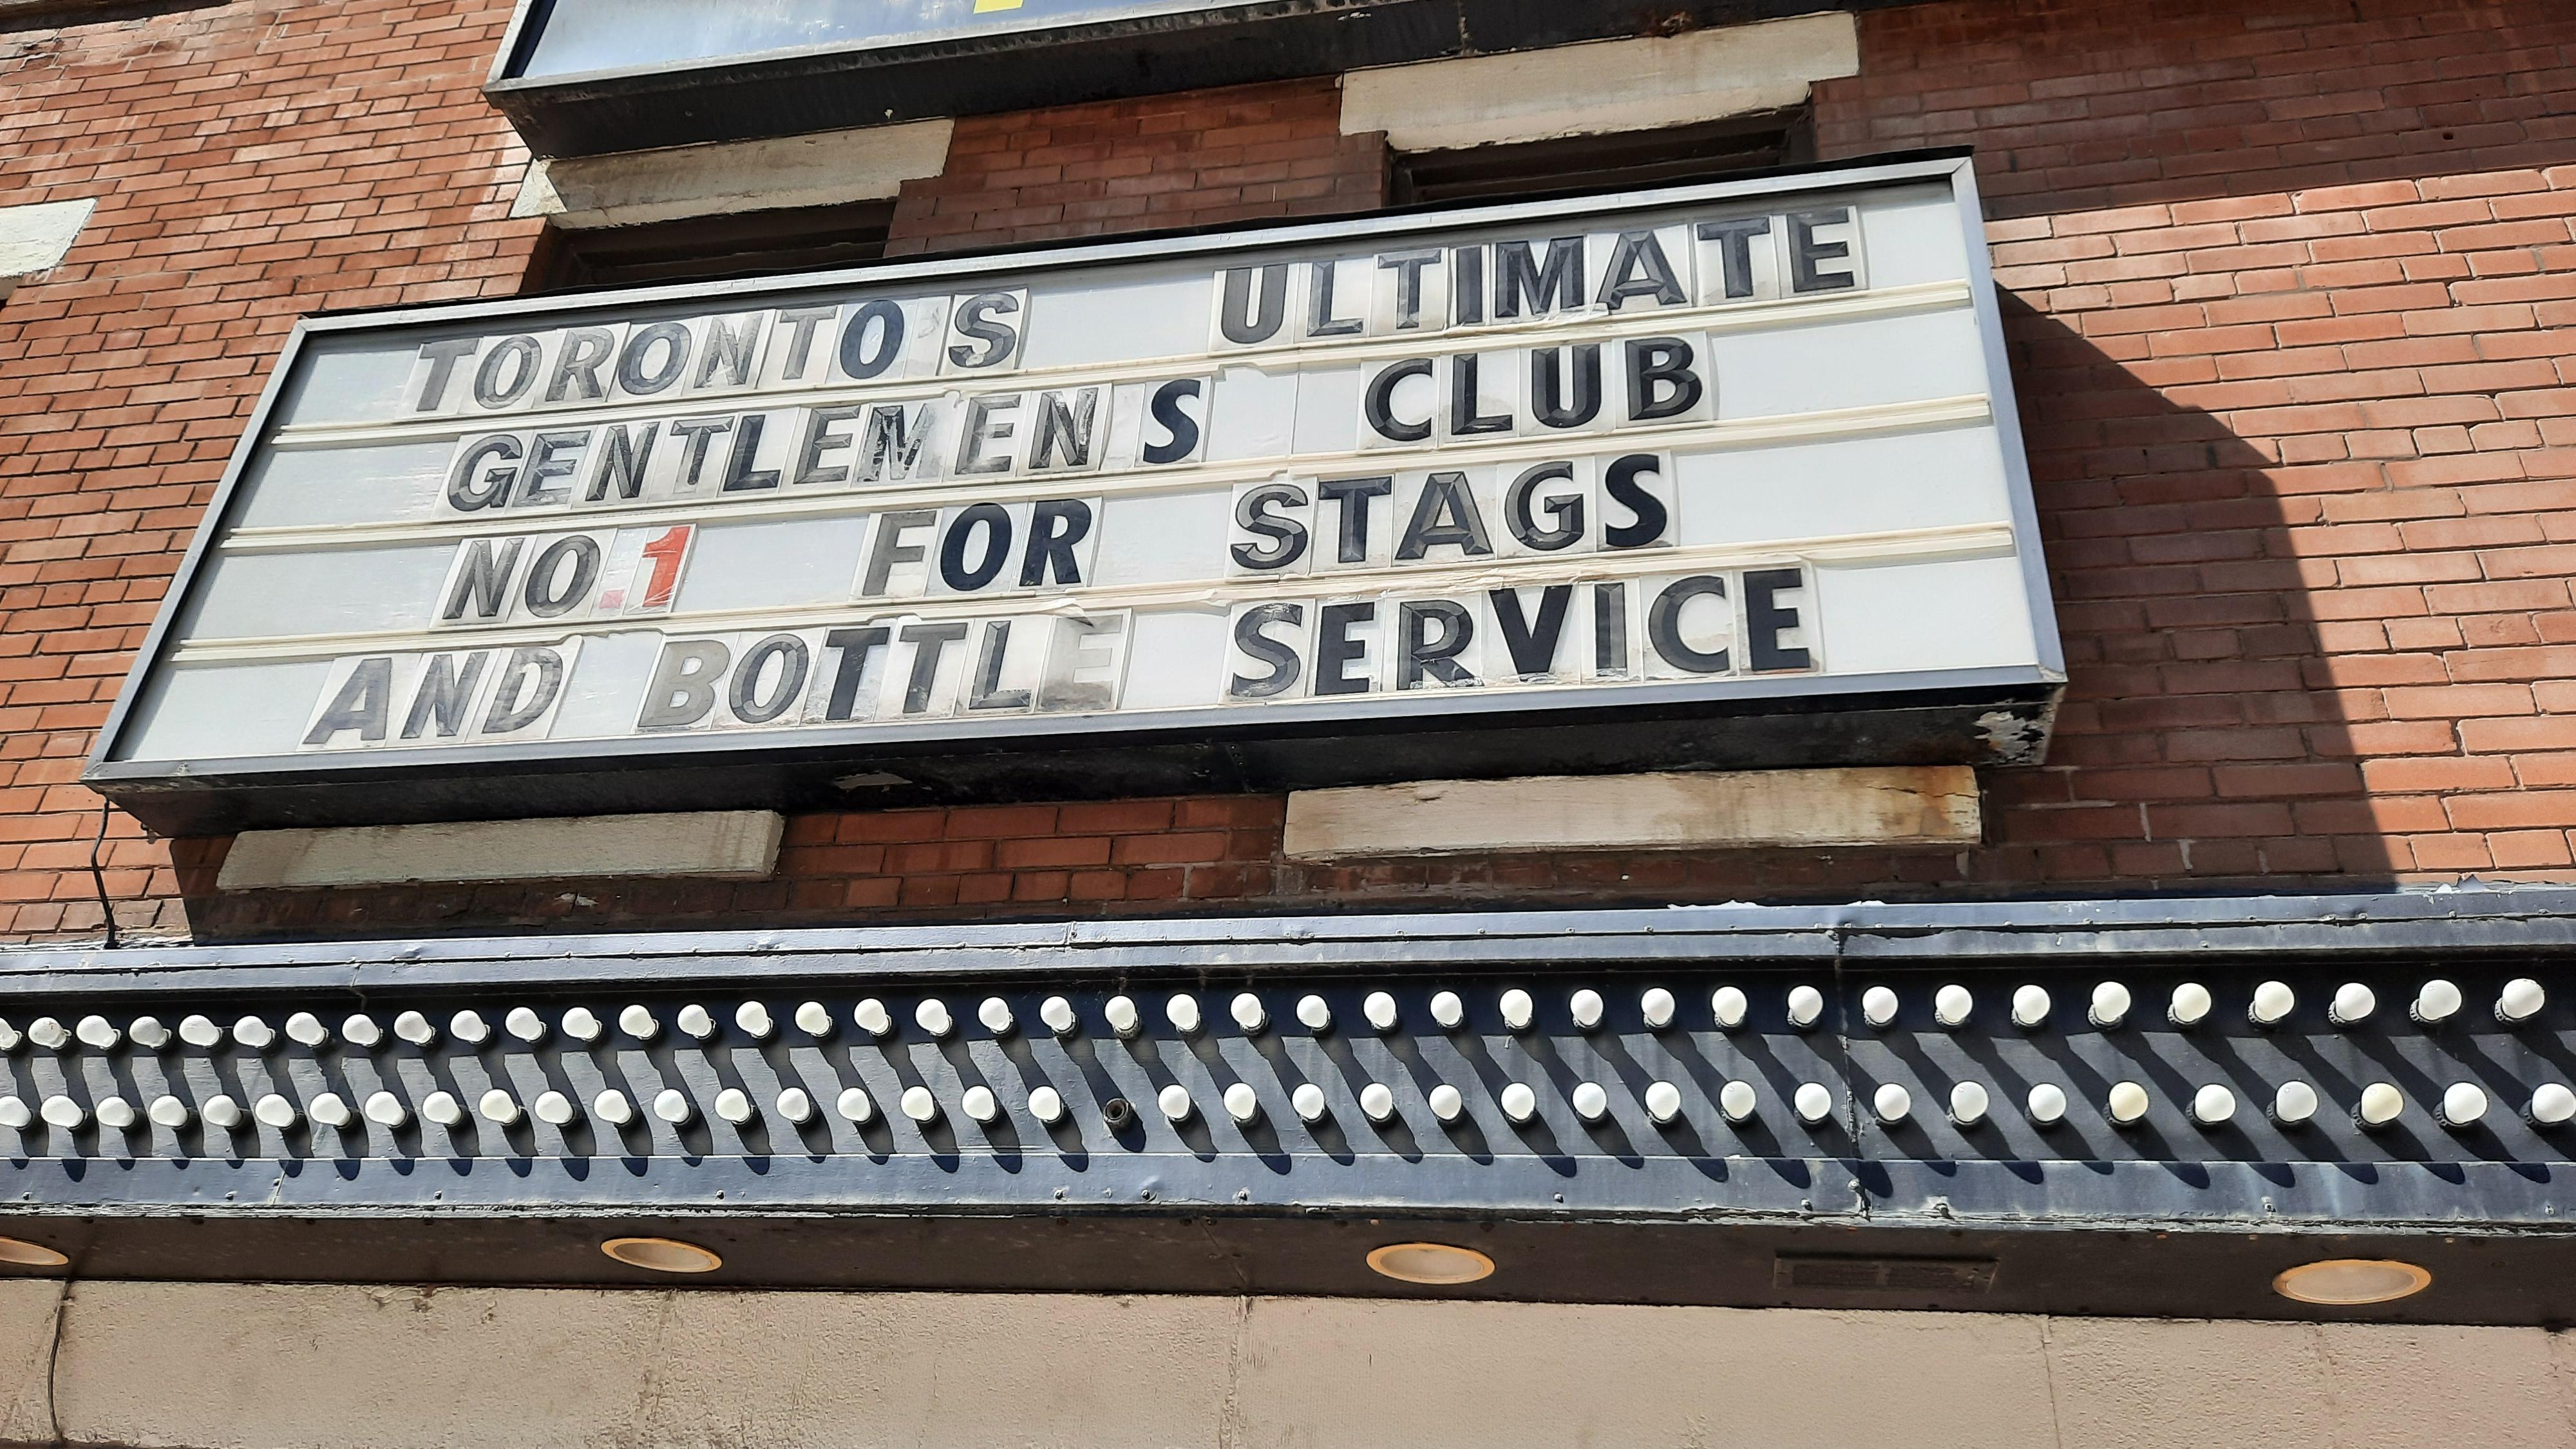 TORONTO S ULTIMATE
GENTLEMEN S CLUB
NO.1 FOR STAGS
AND BOTTLE SERVICE